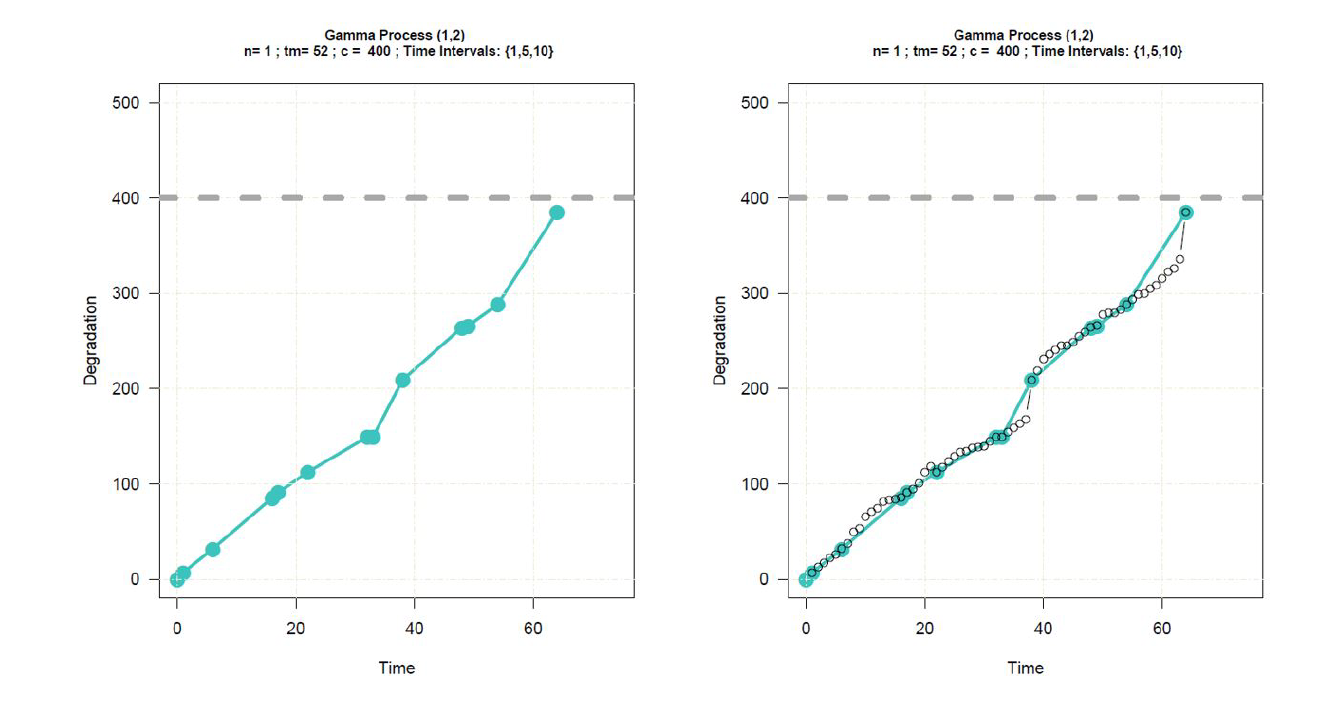 Gamma Process (1,2)
n= 1 ; tm= 52 ; c = 400 ; Time Intervals: {1,5,10}
500
400
300
200
100
0
Degradation
0 20 40 60
Time
Gamma Process (1,2)
n= 1 ; tm= 52 ; c = 400 ; Time Intervals: {1,5,10}
500
400
300
200
100
0
Degradation
0 20 40 60
Time